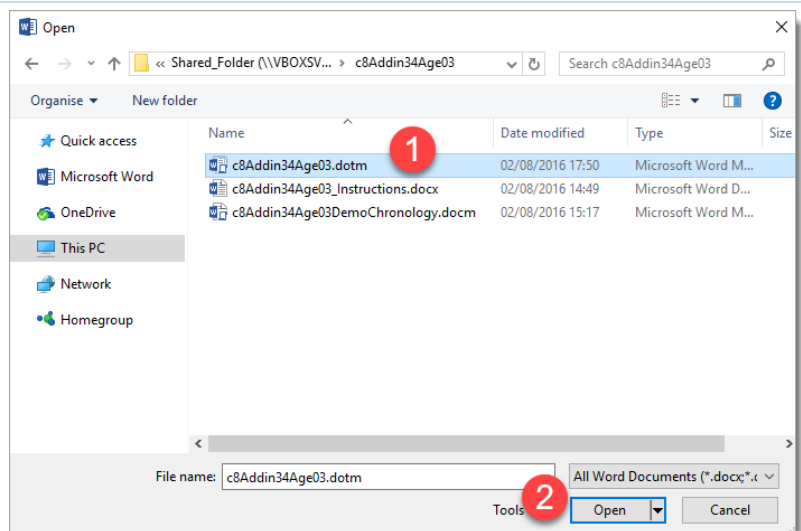 Open
« Shared_Folder (\\VBOXSV... › c8Addin34Age03
Search c8Addin34Age03
Organise
New folder
?
Name
Date modified
Type
Size
Quick access
Microsoft Word
OneDrive
This PC
Network
Homegroup
c8Addin34Age03.dotm 02/08/2016 17:50 Microsoft Word M...
c8Addin34Age03_Instructions.docx 02/08/2016 14:49 Microsoft Word D...
c8Addin34Age03DemoChronology.docm 02/08/2016 15:17 Microsoft Word M...
1
File name: c8Addin34Age03.dotm
All Word Documents (*.docx;*.c
Tools
2
Open
Cancel